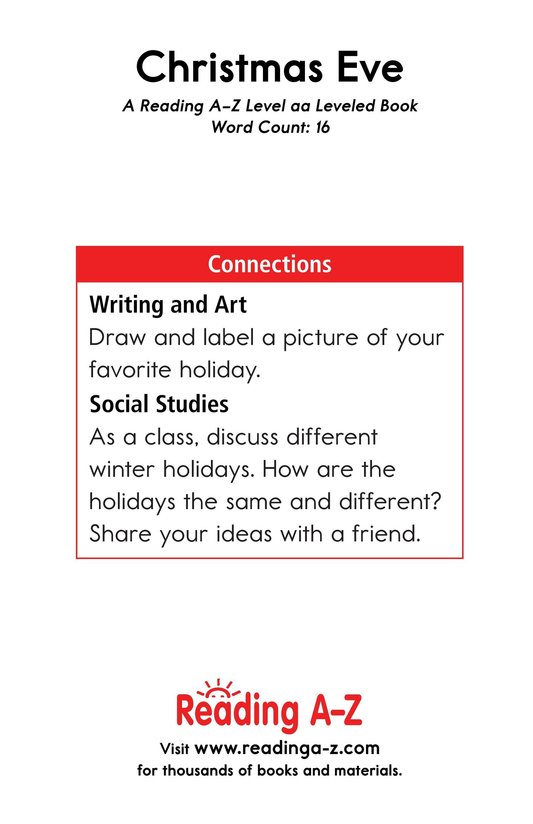 Christmas Eve
A Reading A–Z Level aa Leveled Book
Word Count: 16
Connections
Writing and Art
Draw and label a picture of your
favorite holiday.
Social Studies
As a class, discuss different
winter holidays. How are the
holidays the same and different?
Share your ideas with a friend.
Reading A–Z
Visit www.readinga-z.com
for thousands of books and materials.